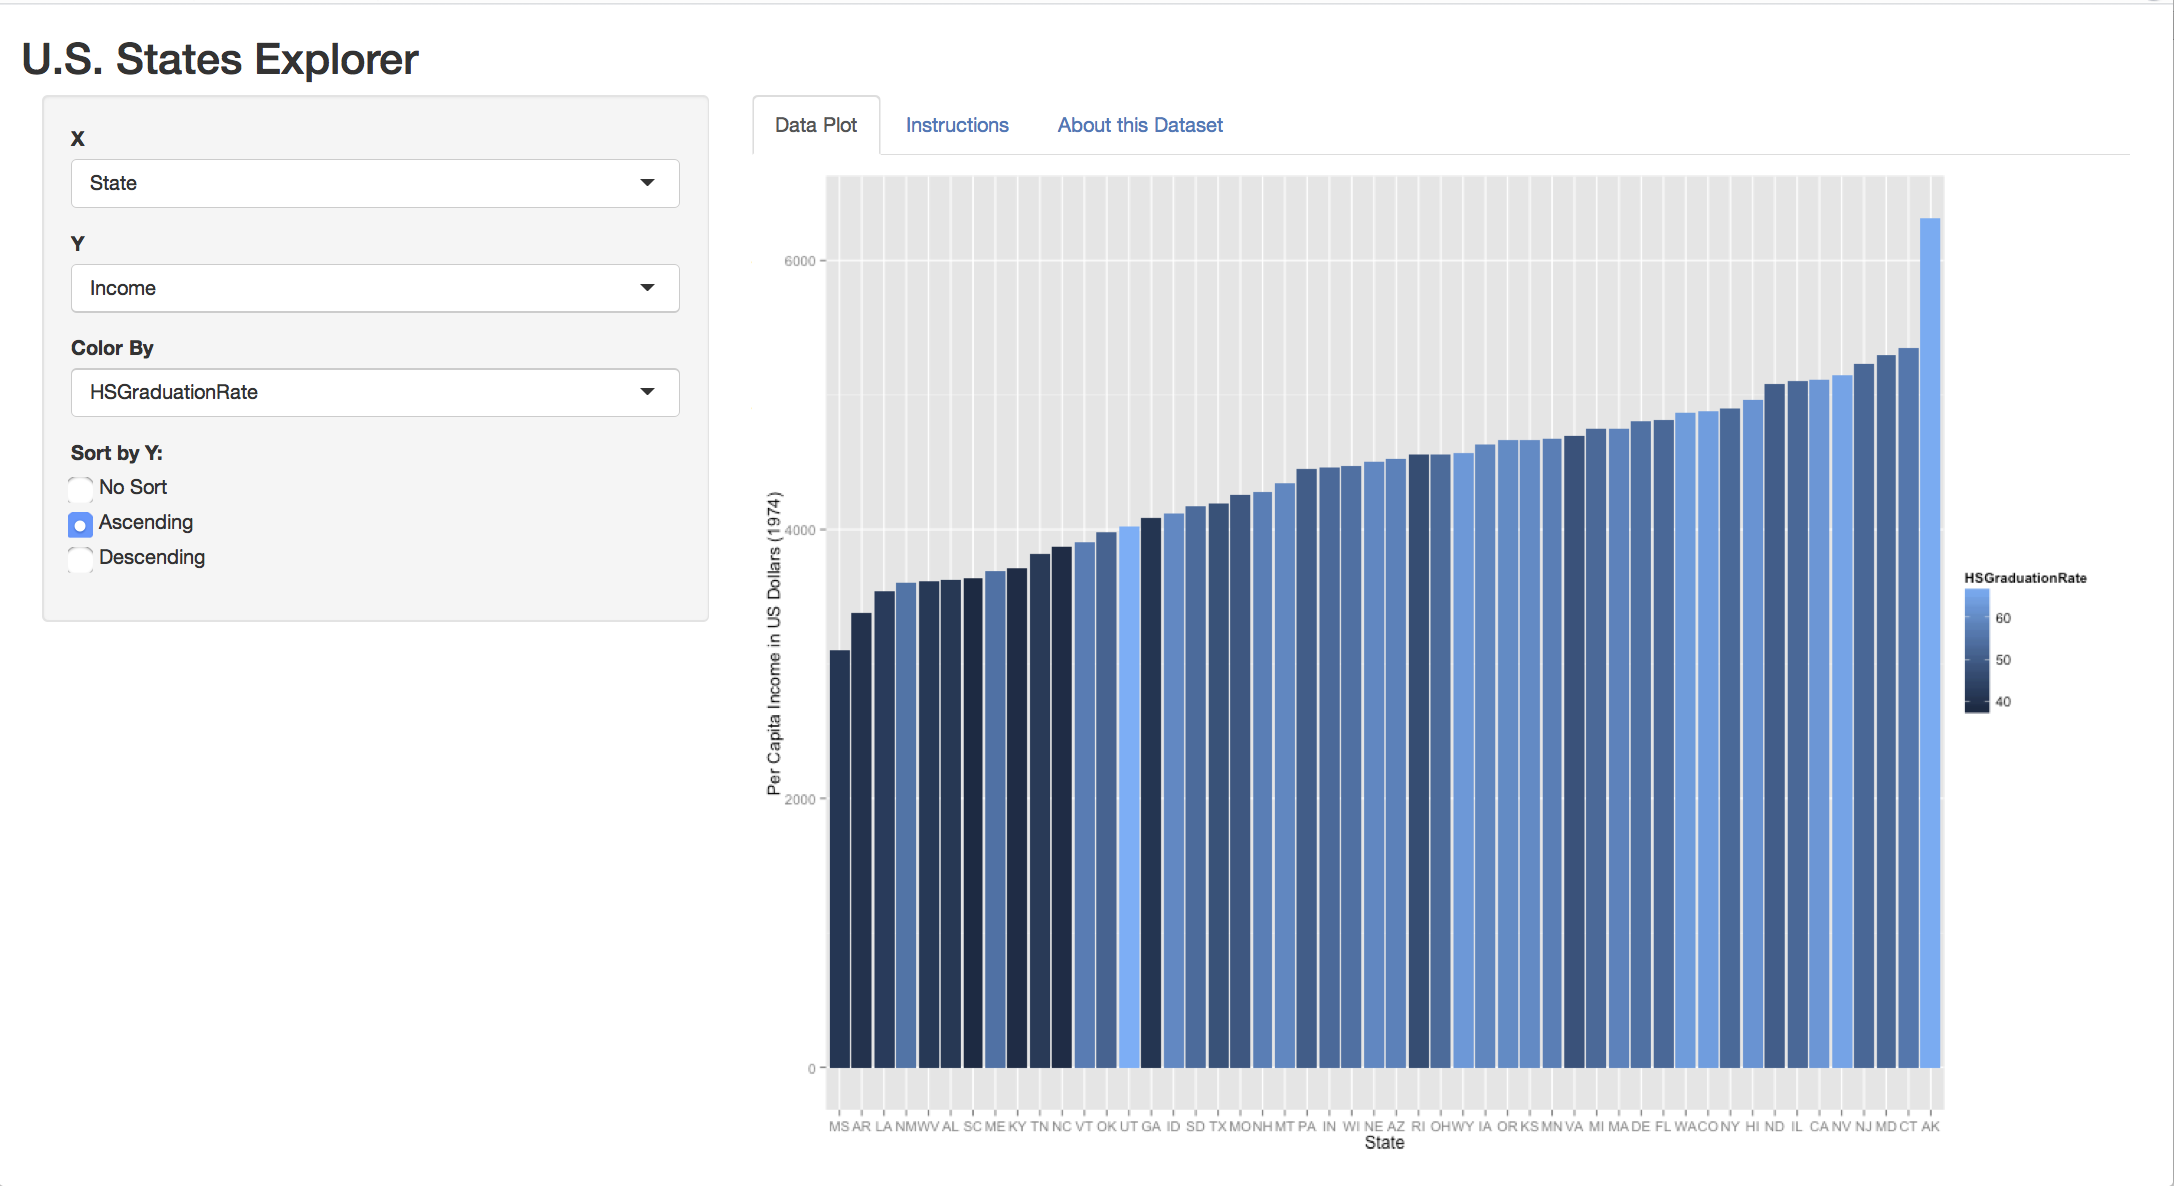 U.S. States Explorer
X
State
Y
Income
Color By
HSGraduationRate
Sort by Y:
No Sort
Ascending
Descending
Data Plot Instructions About this Dataset
Per Capita Income in US Dollars (1974)
6000
4000
2000
0
MS AR LA NM WV AL SC ME KY TN NC VT OK UT GA ID SD TX MO NH MT PA IN WI NE AZ RI OH WY IA OR KS MN VA MI MA DE FL WA CO NY HI ND IL CA NV NJ MD CT AK
State
HSGraduationRate
60
50
40